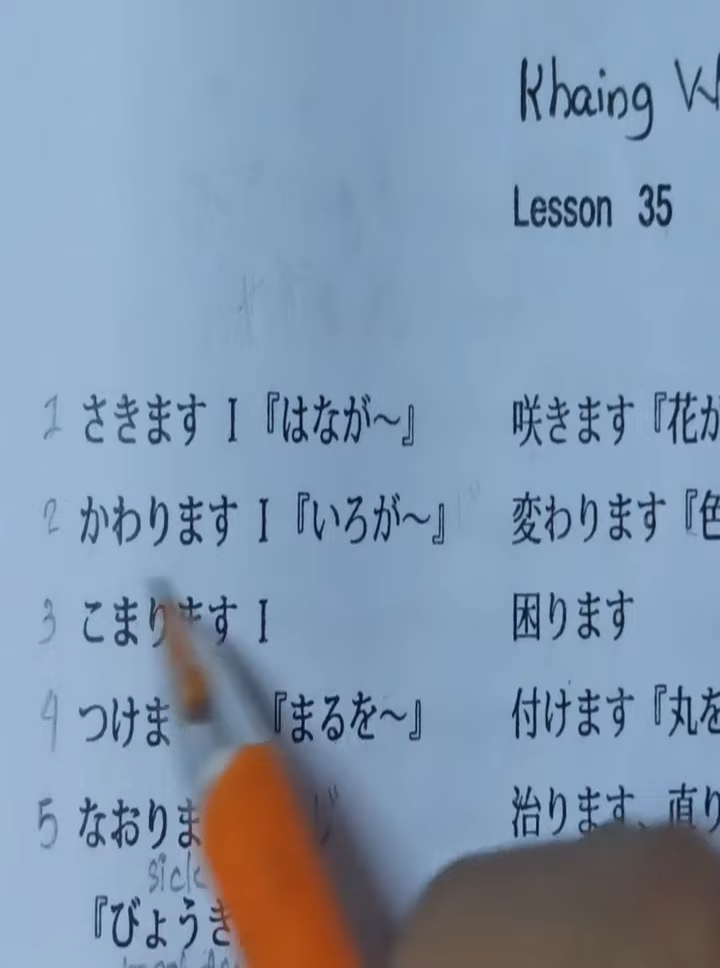 Khaing
Lesson 35
1 さきます I 『はなが～』 咲きます『花が
2 かわります I 『いろが～』 変わります『色
3 こまります I 困ります
4 つけま 『まるを～』 付けます『丸を
5 なおりま 治ります、直り
sick
『びょうき